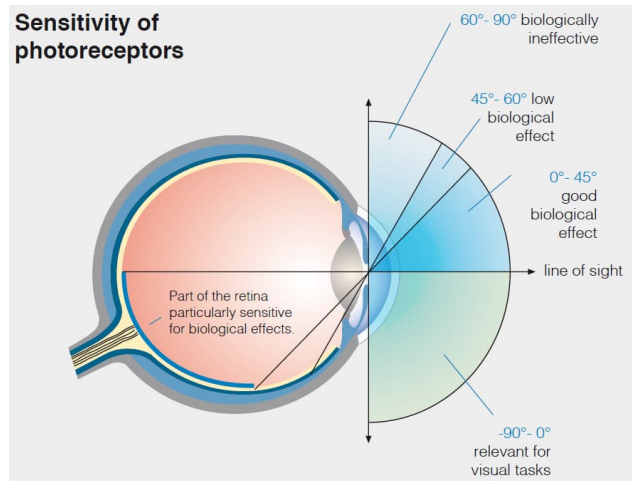 Sensitivity of
photoreceptors
60°- 90° biologically
ineffective
45°- 60° low
biological
effect
0°- 45°
good
biological
effect
line of sight
Part of the retina
particularly sensitive
for biological effects.
-90°- 0°
relevant for
visual tasks